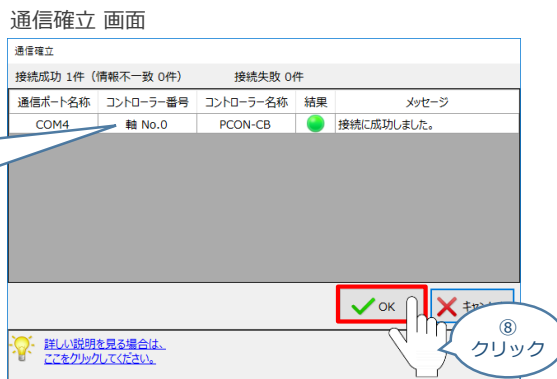 通信確立 画面
通信確立
接続成功 1件（情報不一致 0件） 接続失敗 0件
通信ポート名称 コントローラー番号 コントローラー名称 結果 メッセージ
COM4 軸 No.0 PCON-CB 接続に成功しました。
OK
⑧
クリック
詳しい説明を見る場合は、
ここをクリックしてください。